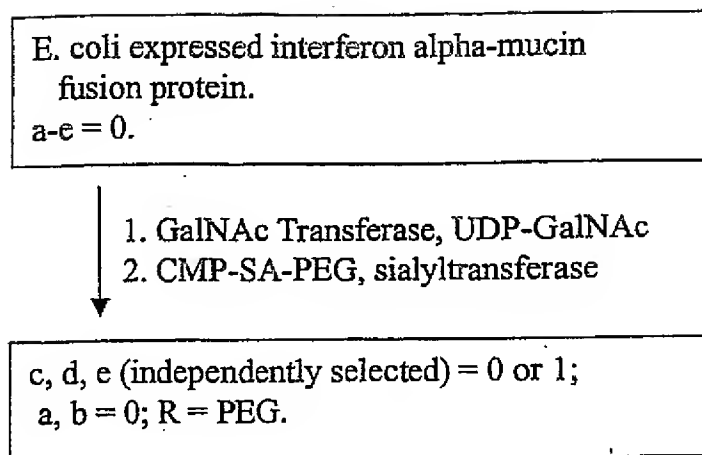 E. coli expressed interferon alpha-mucin
fusion protein.
a-e = 0.
1. GalNAc Transferase, UDP-GalNAc
2. CMP-SA-PEG, sialyltransferase
c, d, e (independently selected) = 0 or 1;
a, b = 0; R = PEG.